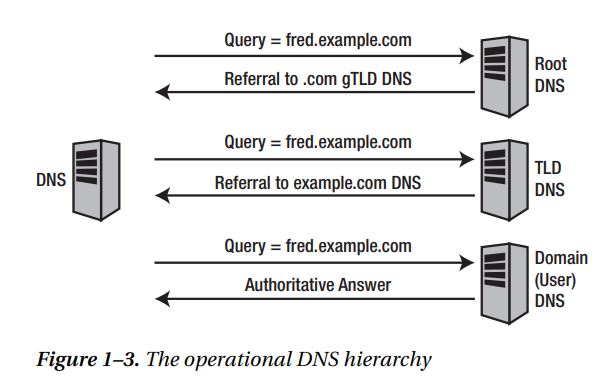 Query = fred.example.com
Root
DNS
Referral to .com gTLD DNS
Query = fred.example.com
DNS
TLD
DNS
Referral to example.com DNS
Query = fred.example.com
Domain
(User)
DNS
Authoritative Answer
Figure 1–3. The operational DNS hierarchy